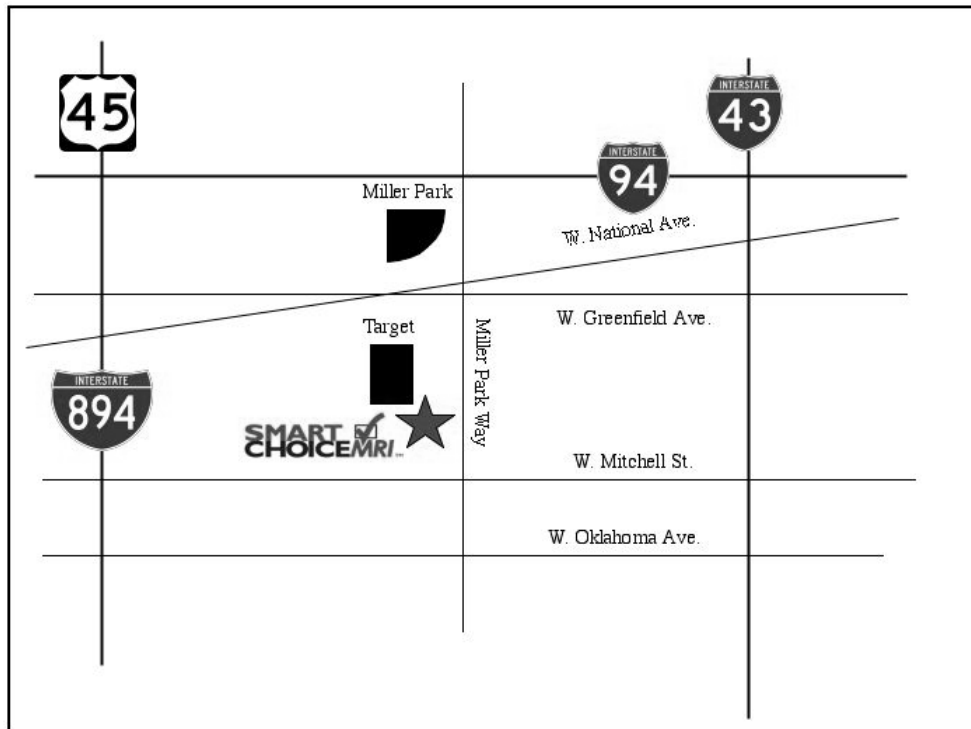 45
INTERSTATE
43
INTERSTATE
94
Miller Park
W. National Ave.
W. Greenfield Ave.
Target
Miller Park Way
INTERSTATE
894
SMART
CHOICEMRI
W. Mitchell St.
W. Oklahoma Ave.